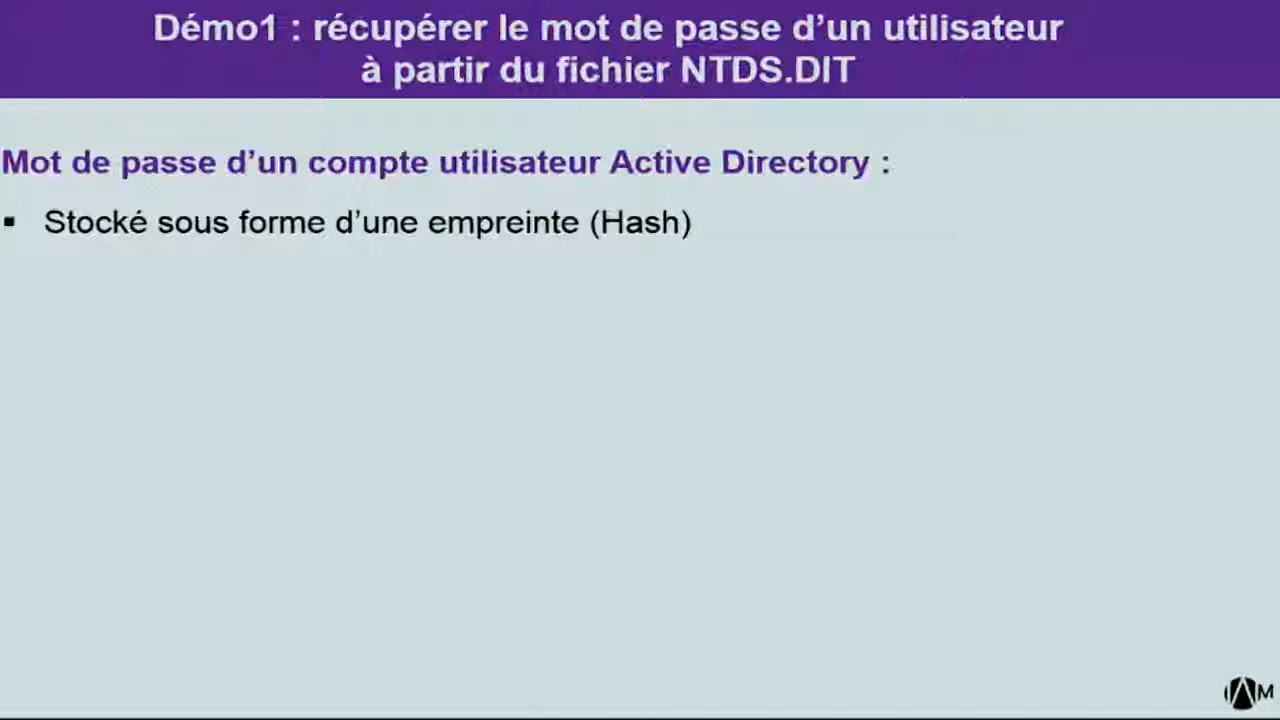 Démo1 : récupérer le mot de passe d’un utilisateur
à partir du fichier NTDS.DIT
Mot de passe d’un compte utilisateur Active Directory :
▪ Stocké sous forme d’une empreinte (Hash)
IAM